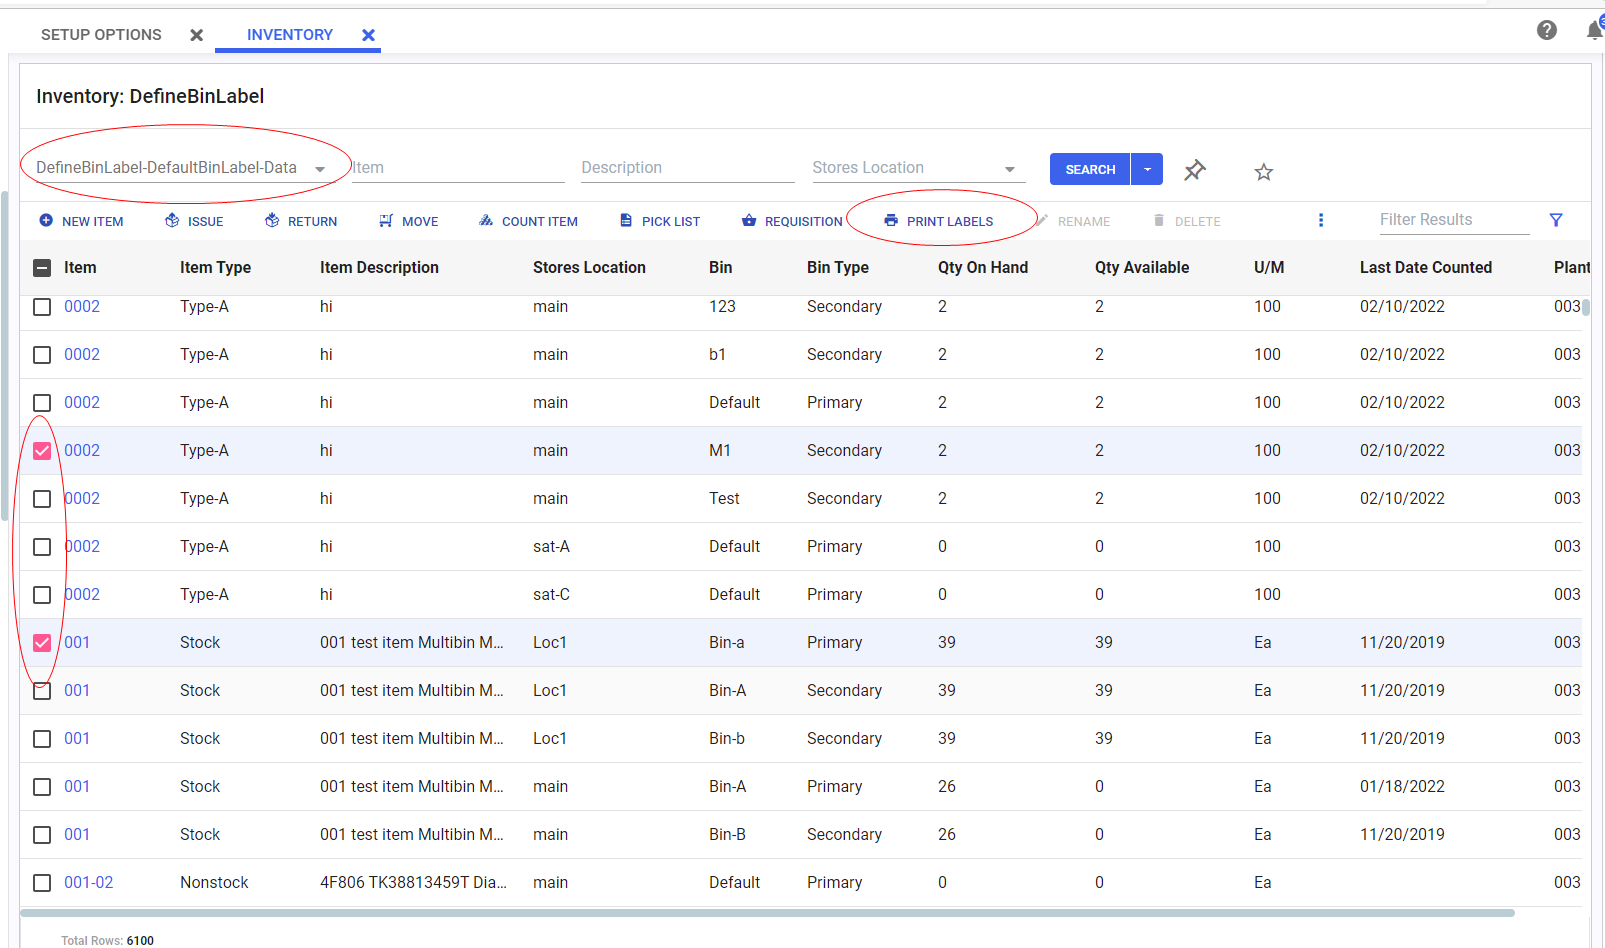 SETUP OPTIONS INVENTORY
Inventory: DefineBinLabel
DefineBinLabel-DefaultBinLabel-Data Item Description Stores Location SEARCH
NEW ITEM ISSUE RETURN MOVE COUNT ITEM PICK LIST REQUISITION PRINT LABELS RENAME DELETE Filter Results
Item Item Type Item Description Stores Location Bin Bin Type Qty On Hand Qty Available U/M Last Date Counted Plant
0002 Type-A hi main 123 Secondary 2 2 100 02/10/2022 003
0002 Type-A hi main b1 Secondary 2 2 100 02/10/2022 003
0002 Type-A hi main Default Primary 2 2 100 02/10/2022 003
0002 Type-A hi main M1 Secondary 2 2 100 02/10/2022 003
0002 Type-A hi main Test Secondary 2 2 100 02/10/2022 003
0002 Type-A hi sat-A Default Primary 0 0 100 003
0002 Type-A hi sat-C Default Primary 0 0 100 003
001 Stock 001 test item Multibin M... Loc1 Bin-a Primary 39 39 Ea 11/20/2019 003
001 Stock 001 test item Multibin M... Loc1 Bin-A Secondary 39 39 Ea 11/20/2019 003
001 Stock 001 test item Multibin M... Loc1 Bin-b Secondary 39 39 Ea 11/20/2019 003
001 Stock 001 test item Multibin M... main Bin-A Primary 26 0 Ea 01/18/2022 003
001 Stock 001 test item Multibin M... main Bin-B Secondary 26 0 Ea 11/20/2019 003
001-02 Nonstock 4F806 TK38813459T Dia... main Default Primary 0 0 Ea 003
Total Rows: 6100